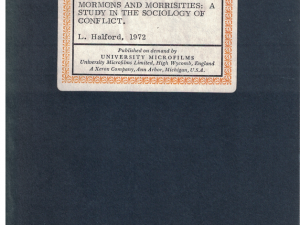 MORMONS AND MORRISITIES: A
STUDY IN THE SOCIOLOGY OF
CONFLICT.
L. Halford, 1972
Published on demand by
UNIVERSITY MICROFILMS
University Microfilms Limited, High Wycomb, England
A Xerox Company, Ann Arbor, Michigan, U.S.A.